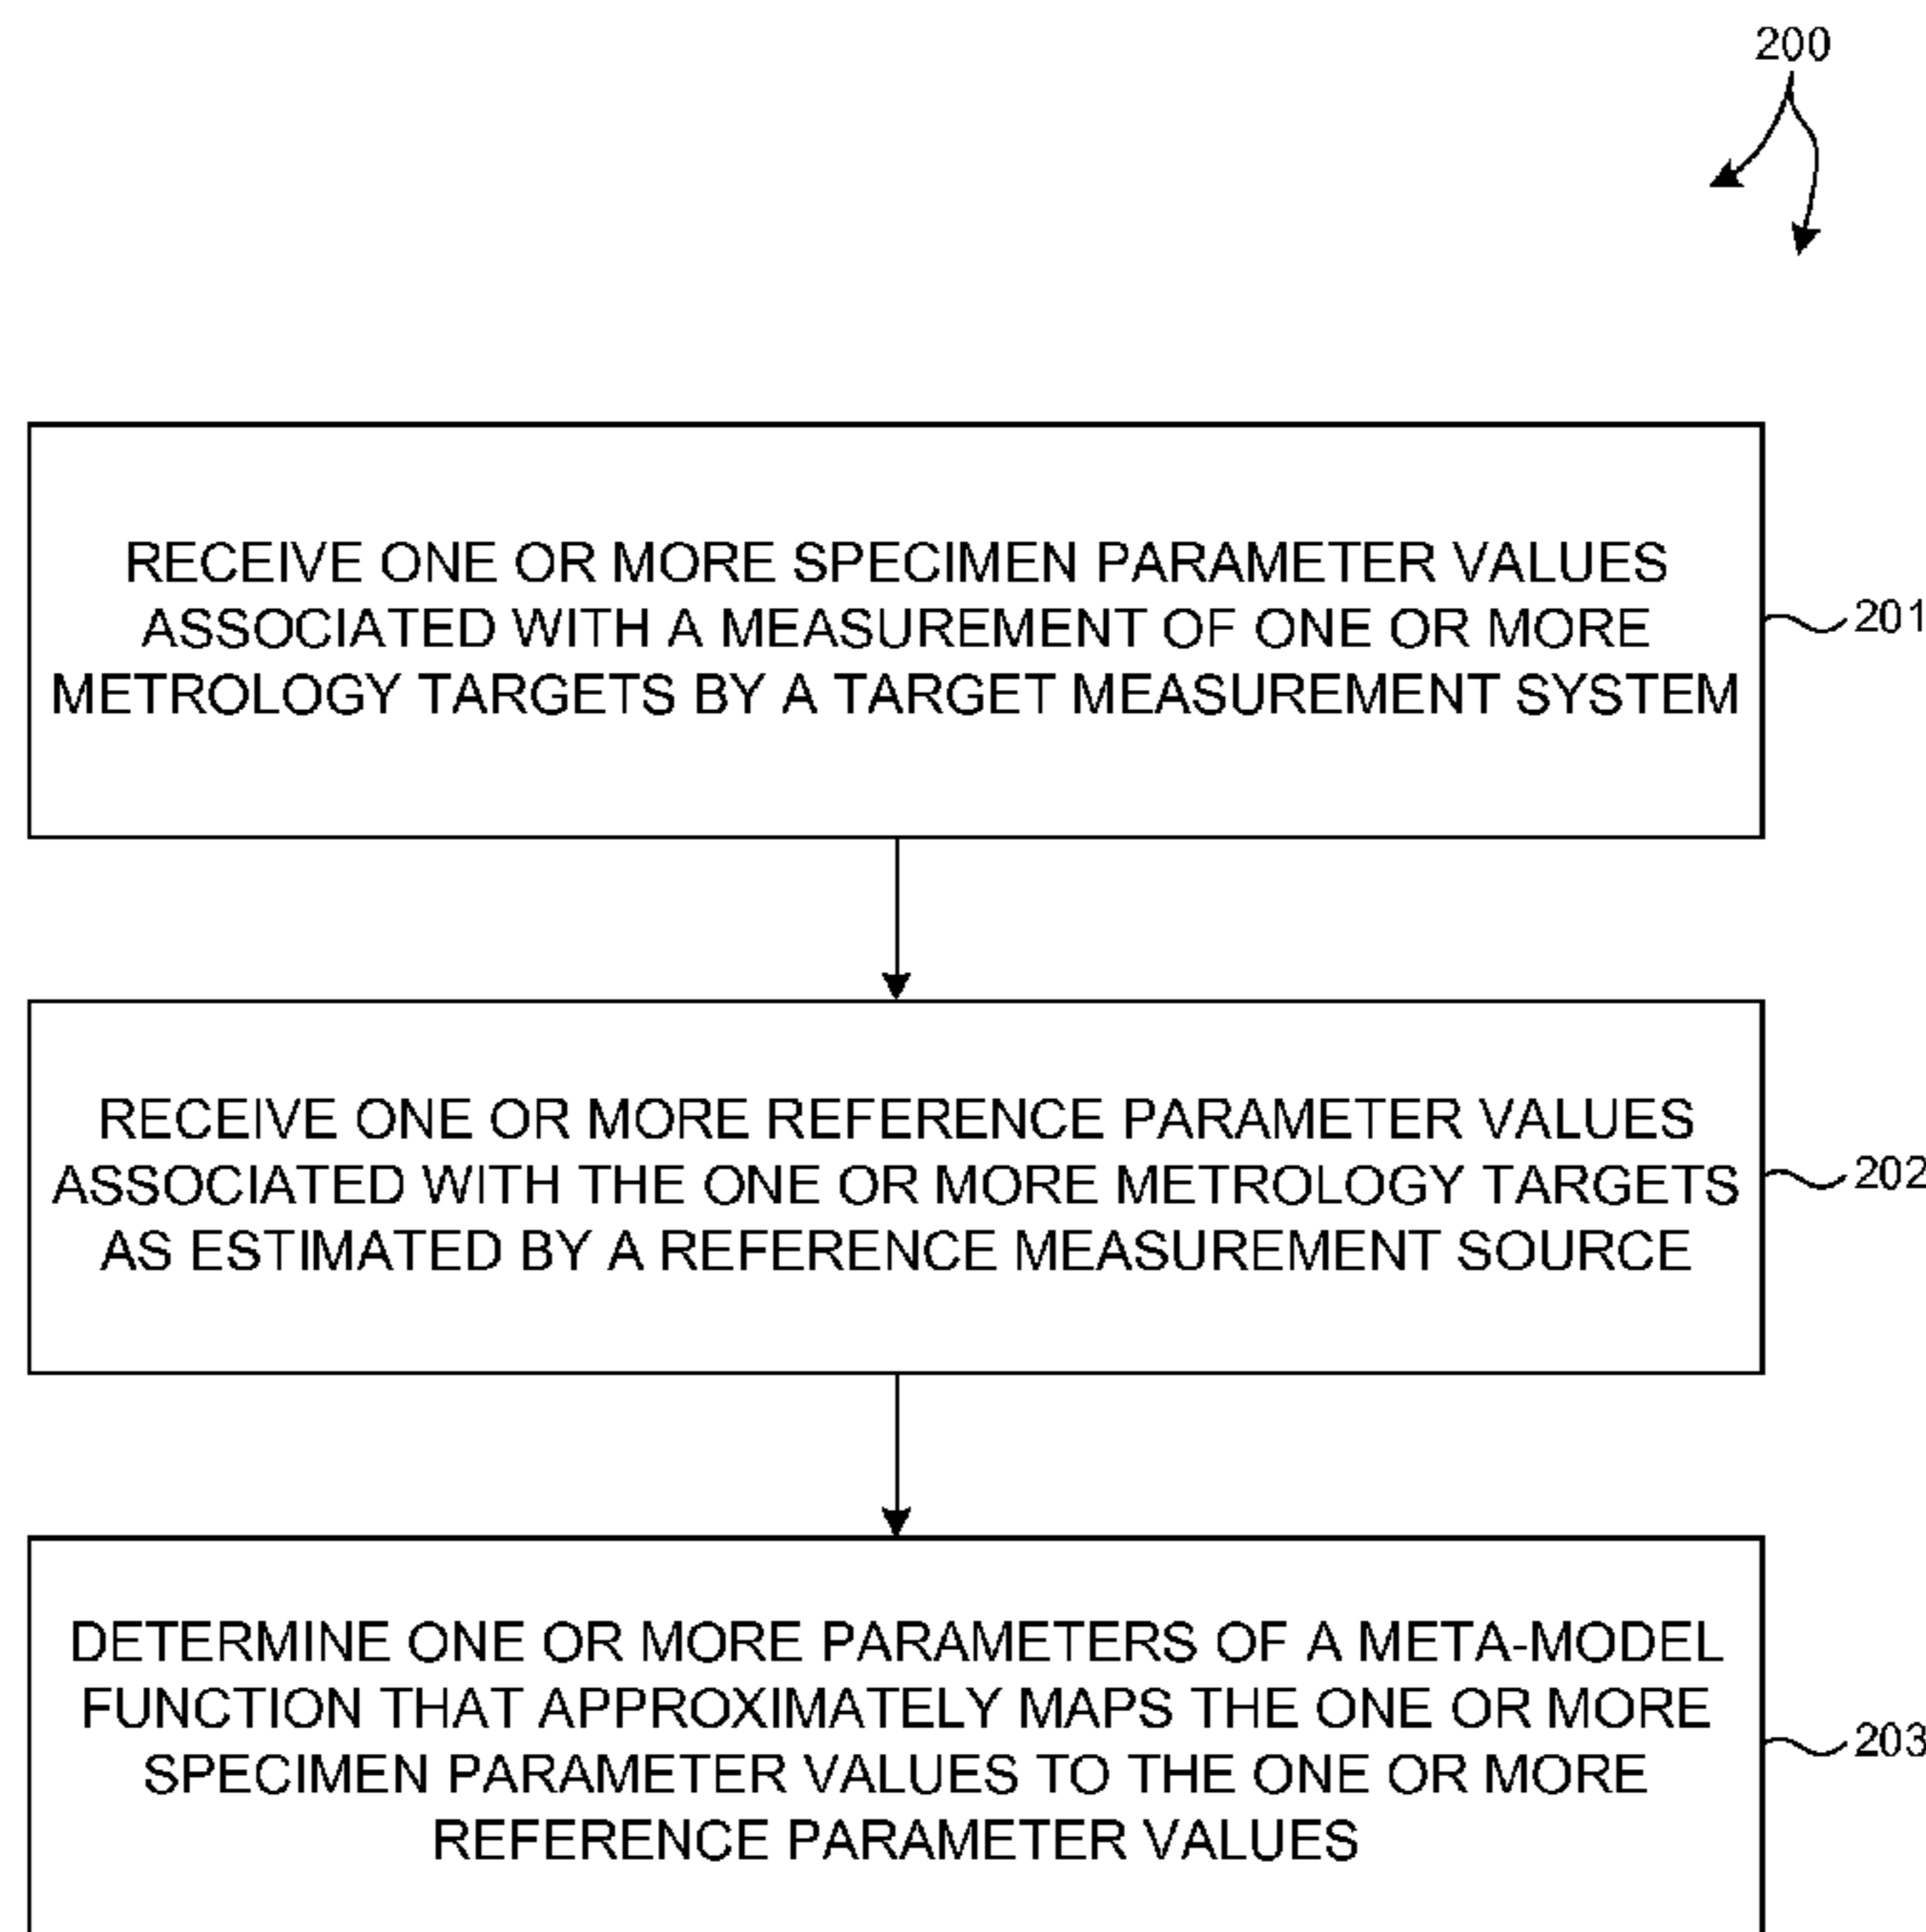 200
RECEIVE ONE OR MORE SPECIMEN PARAMETER VALUES
ASSOCIATED WITH A MEASUREMENT OF ONE OR MORE
METROLOGY TARGETS BY A TARGET MEASUREMENT SYSTEM
201
RECEIVE ONE OR MORE REFERENCE PARAMETER VALUES
ASSOCIATED WITH THE ONE OR MORE METROLOGY TARGETS
AS ESTIMATED BY A REFERENCE MEASUREMENT SOURCE
202
DETERMINE ONE OR MORE PARAMETERS OF A META-MODEL
FUNCTION THAT APPROXIMATELY MAPS THE ONE OR MORE
SPECIMEN PARAMETER VALUES TO THE ONE OR MORE
REFERENCE PARAMETER VALUES
203